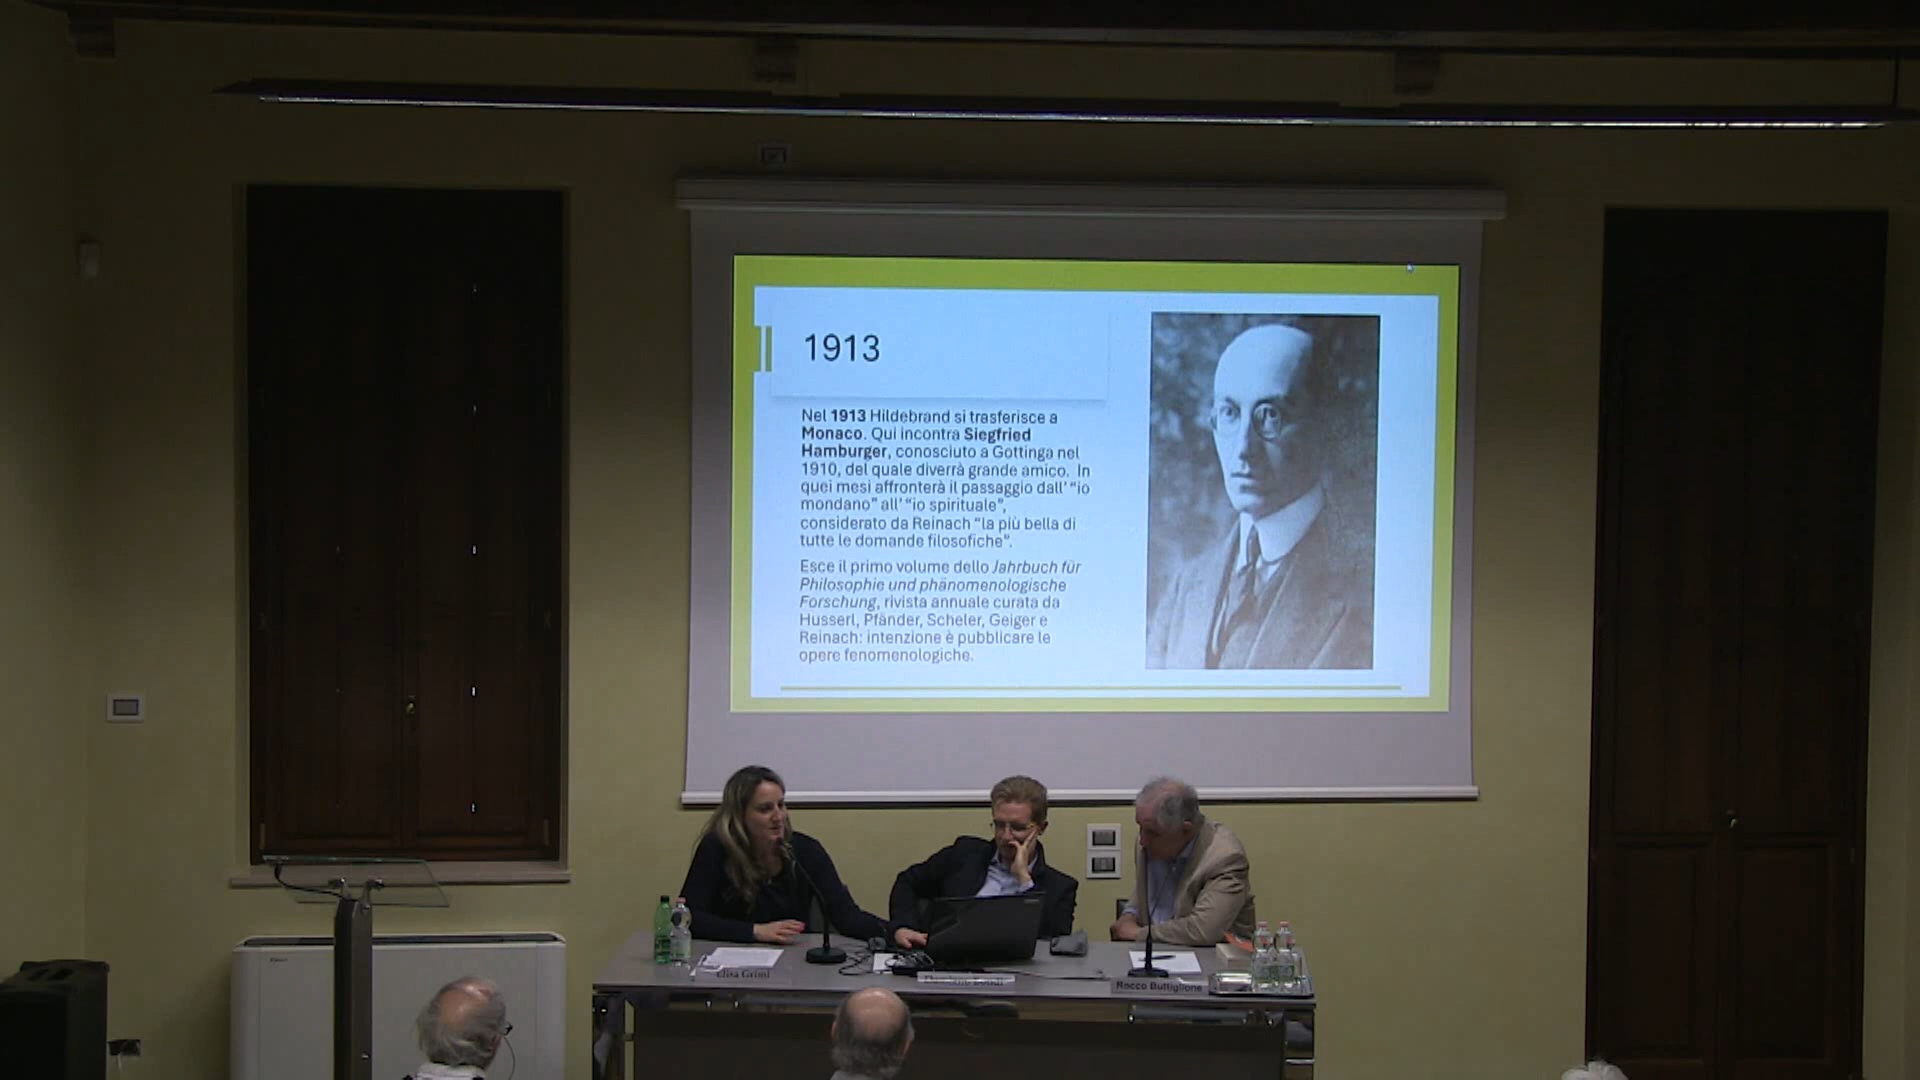 1913
Nel 1913 Hildebrand si trasferisce a
Monaco. Qui incontra Siegfried
Hamburger, conosciuto a Gottinga nel
1910, del quale diverrà grande amico. In
quei mesi affronterà il passaggio dall' “io
mondano” all' “io spirituale”,
considerato da Reinach “la più bella di
tutte le domande filosofiche”.
Esce il primo volume dello Jahrbuch für
Philosophie und phänomenologische
Forschung, rivista annuale curata da
Husserl, Pfänder, Scheler, Geiger e
Reinach: intenzione è pubblicare le
opere fenomenologiche.
Elisa Grimi
Rocco Buttiglione